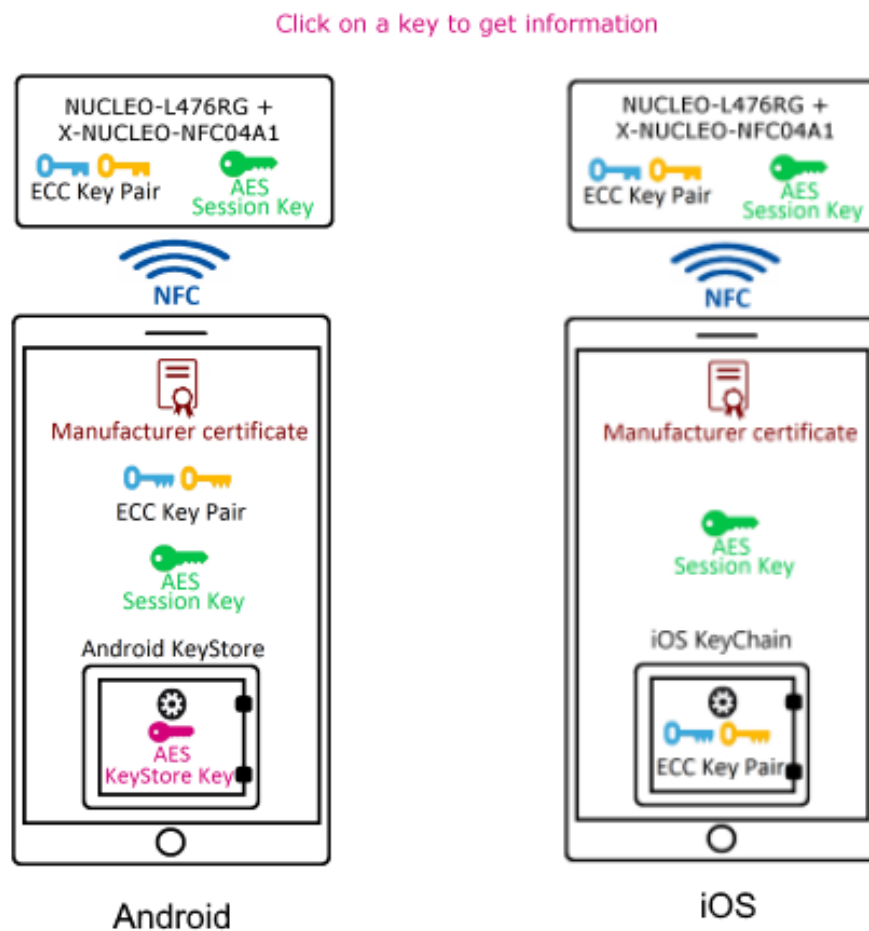 Click on a key to get information
NUCLEO-L476RG +
X-NUCLEO-NFC04A1
ECC Key Pair
AES
Session Key
NFC
Manufacturer certificate
ECC Key Pair
AES
Session Key
Android KeyStore
AES
KeyStore Key
Android
NUCLEO-L476RG +
X-NUCLEO-NFC04A1
ECC Key Pair
AES
Session Key
NFC
Manufacturer certificate
AES
Session Key
iOS KeyChain
ECC Key Pair
iOS